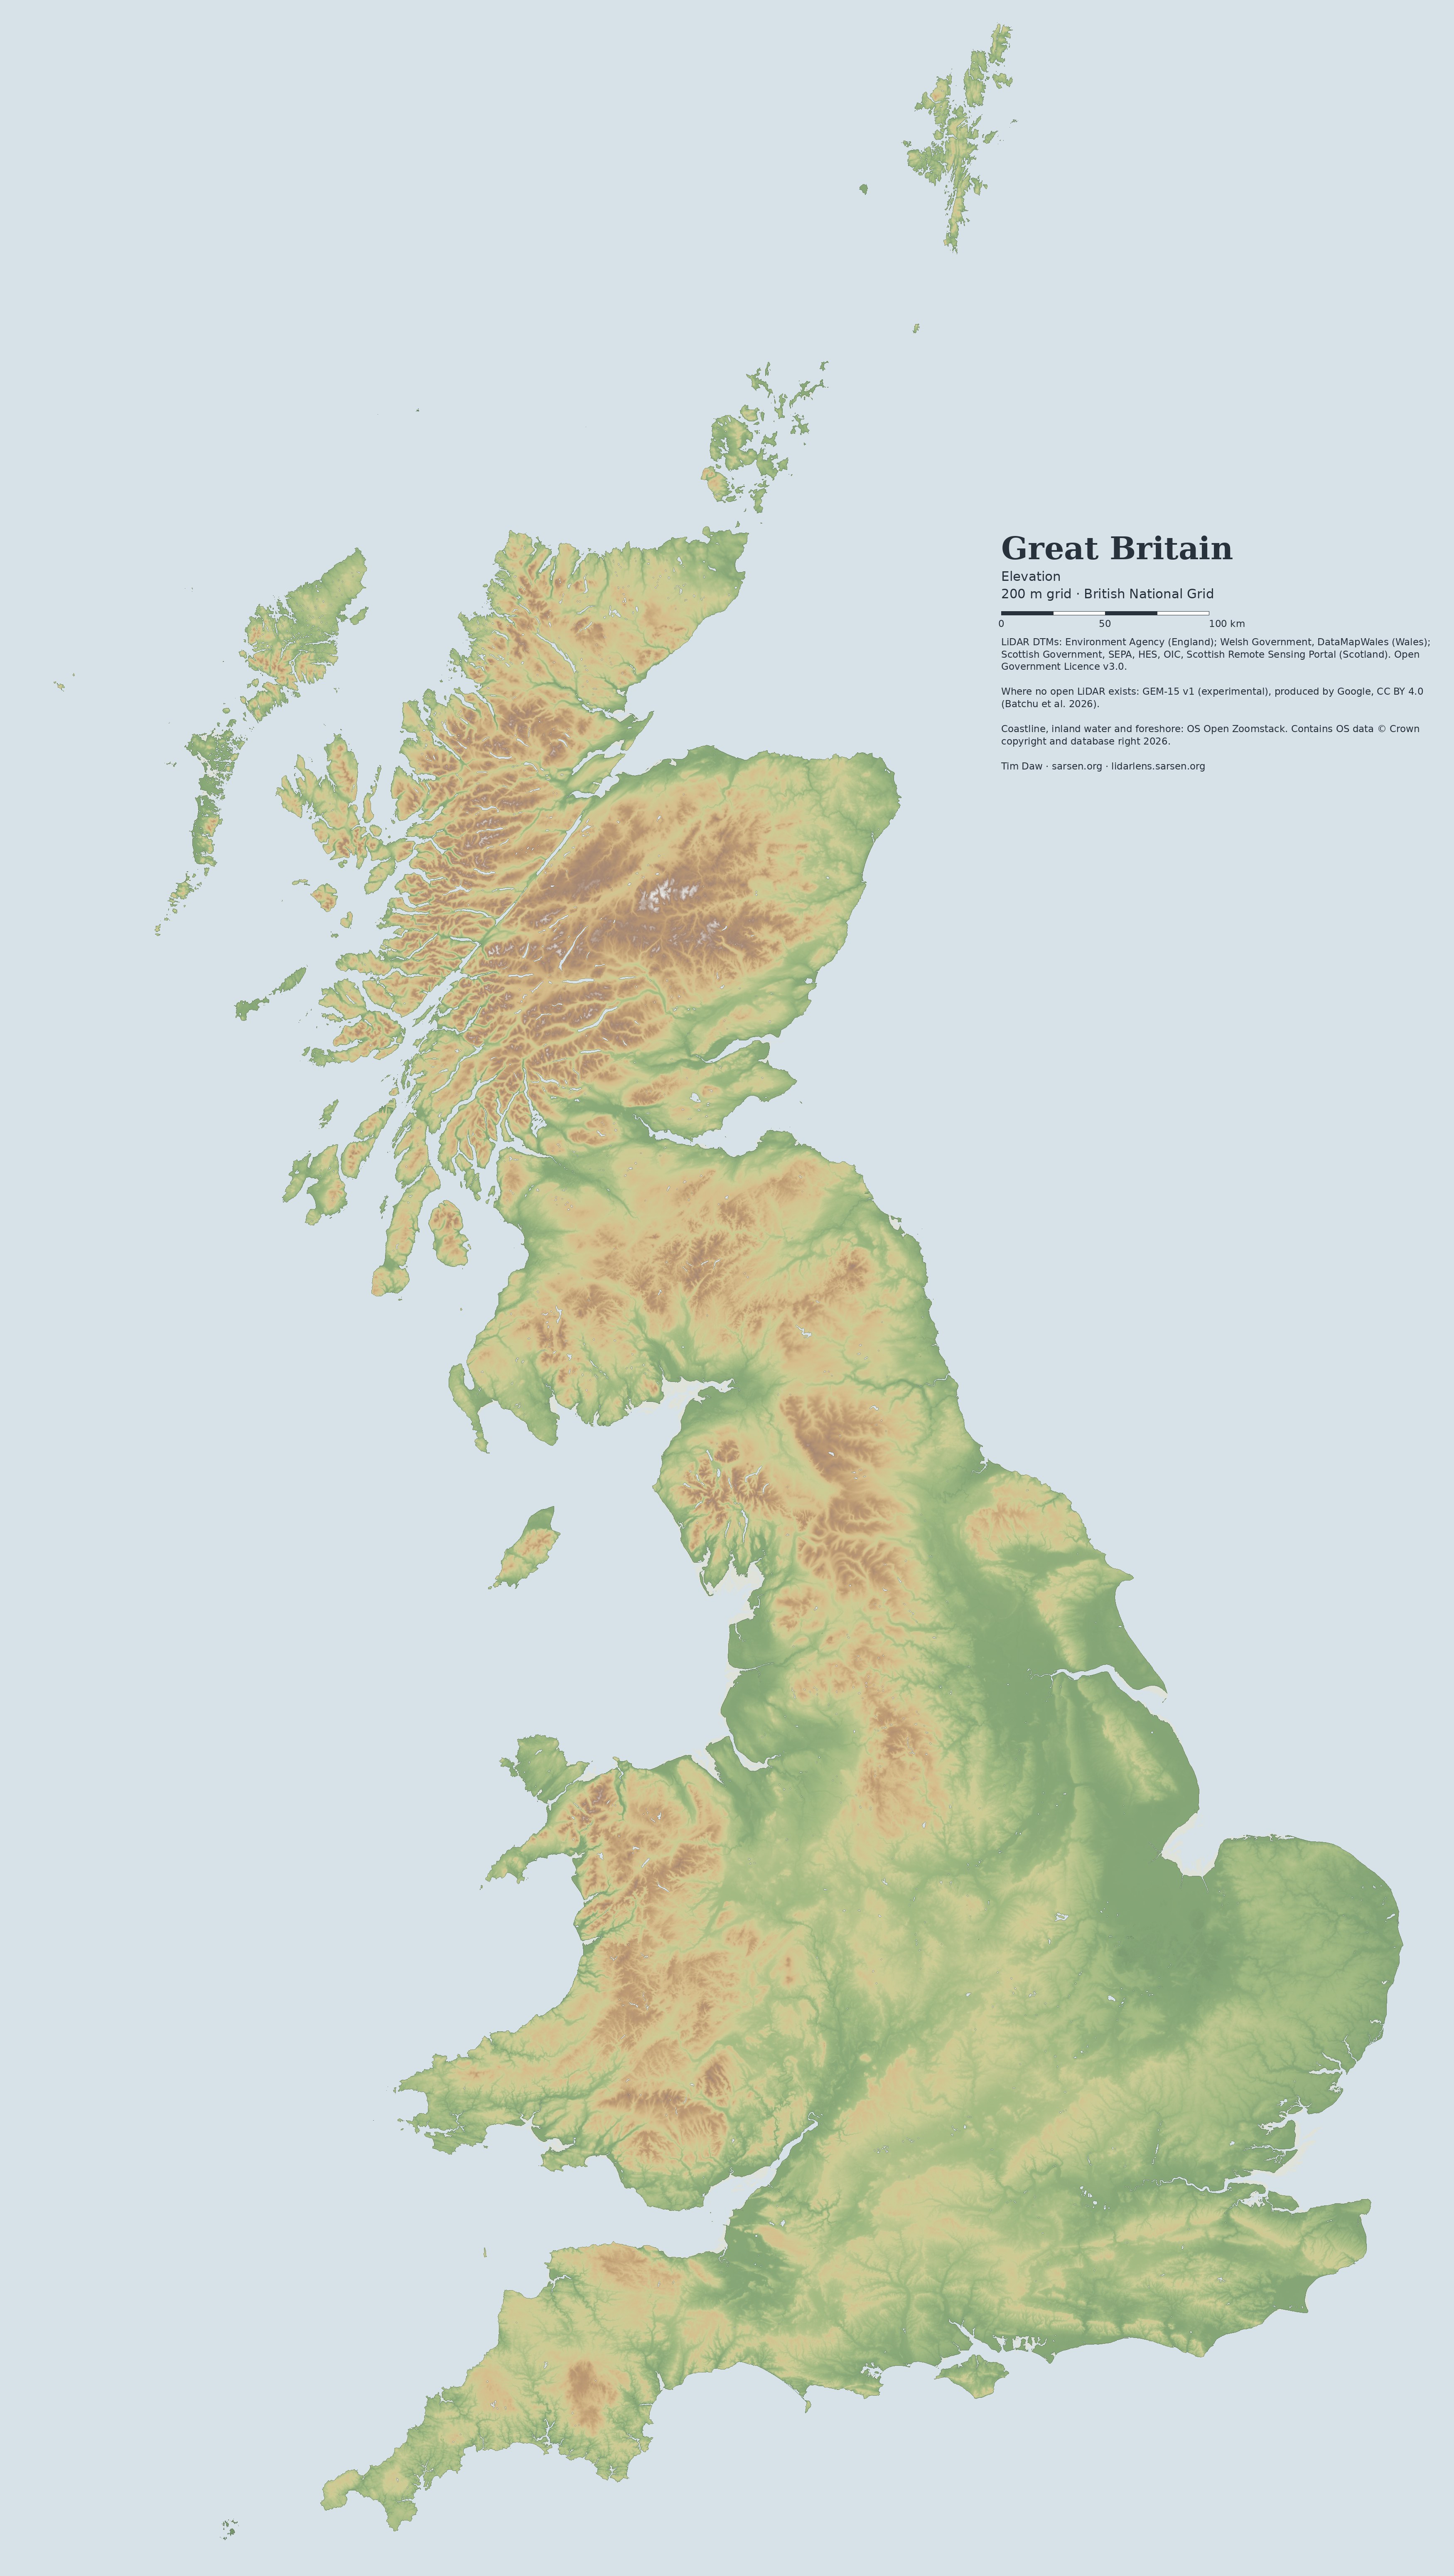 Great Britain
Elevation
200 m grid · British National Grid
0 50 100 km
LiDAR DTMs: Environment Agency (England); Welsh Government, DataMapWales (Wales);
Scottish Government, SEPA, HES, OIC, Scottish Remote Sensing Portal (Scotland). Open
Government Licence v3.0.
Where no open LiDAR exists: GEM-15 v1 (experimental), produced by Google, CC BY 4.0
(Batchu et al. 2026).
Coastline, inland water and foreshore: OS Open Zoomstack. Contains OS data © Crown
copyright and database right 2026.
Tim Daw · sarsen.org · lidarlens.sarsen.org